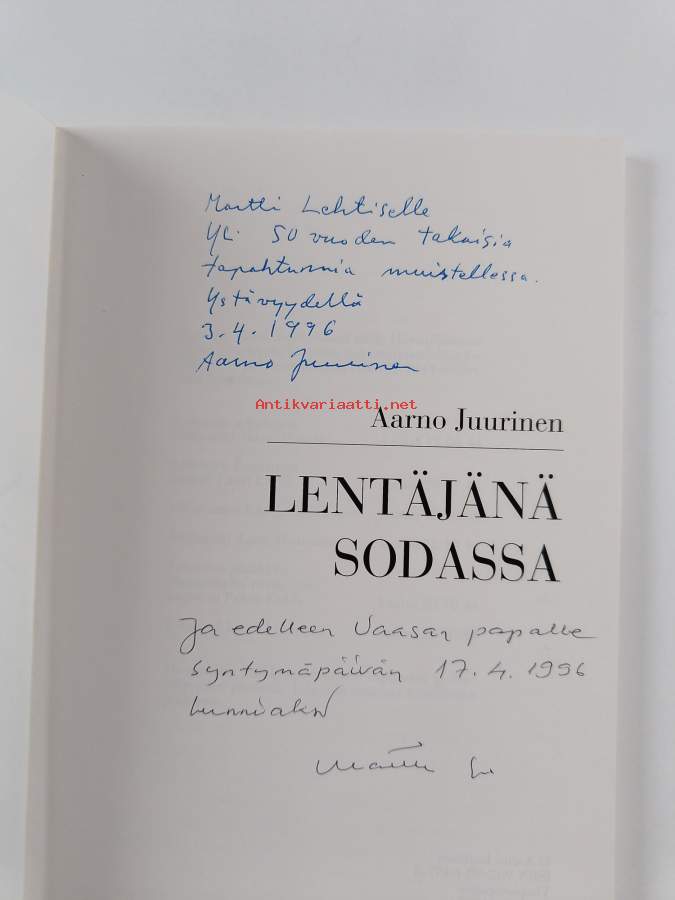 Martti Lehtiselle
Yli 50 vuoden takaisia
tapahtumia muistellessa.
Ystävyydellä
3.4.1996
Aarno Juurinen
Antikvariaatti.net
Aarno Juurinen
LENTÄJÄNÄ
SODASSA
Ja edelleen Vaasan papalle
syntymäpäivän 17.4.1996
kunniaksi